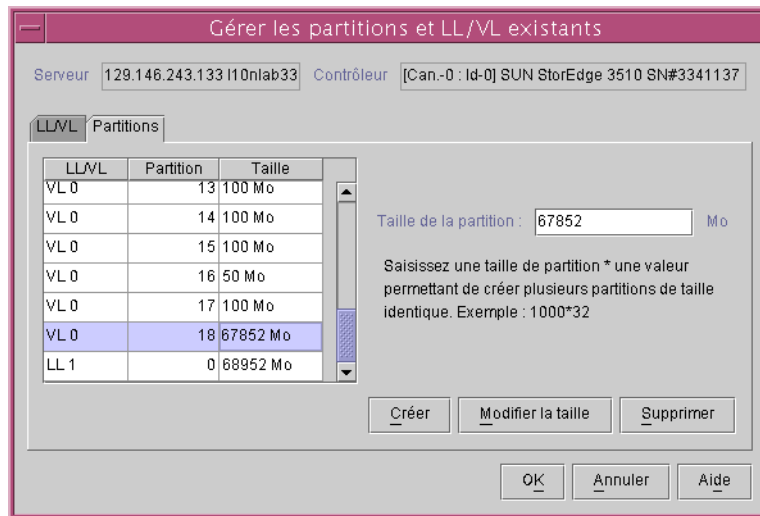 Gérer les partitions et LL/VL existants
Serveur 129.146.243.133 l10nlab33 Contrôleur [Can.-0 : Id-0] SUN StorEdge 3510 SN#3341137
LL/VL Partitions
LL/VL Partition Taille
VL 0 13 100 Mo
VL 0 14 100 Mo
VL 0 15 100 Mo
VL 0 16 50 Mo
VL 0 17 100 Mo
VL 0 18 67852 Mo
LL 1 0 68952 Mo
Taille de la partition : 67852 Mo
Saisissez une taille de partition * une valeur
permettant de créer plusieurs partitions de taille
identique. Exemple : 1000*32
Créer Modifier la taille Supprimer
OK Annuler Aide